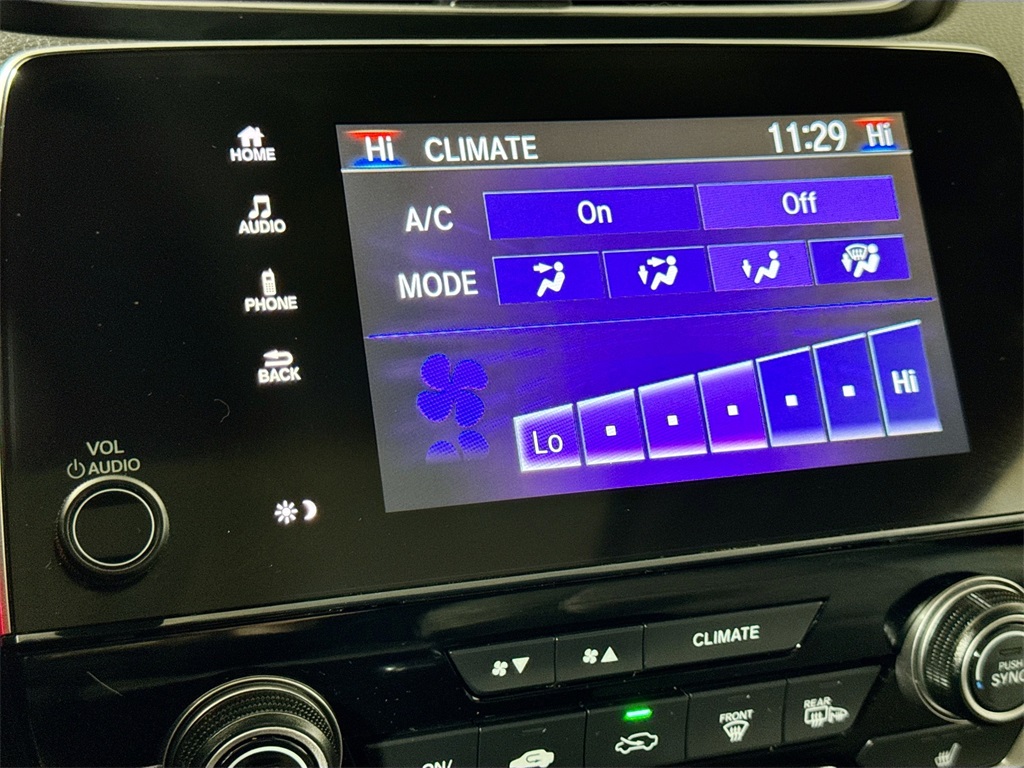 Hi CLIMATE 11:29 Hi
HOME
A/C On Off
AUDIO
MODE
PHONE
BACK
Lo Hi
VOL
AUDIO
CLIMATE
PUSH
SYNC
FRONT
REAR
ON/